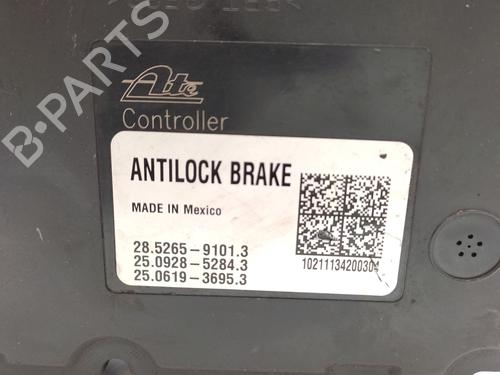 Ate
Controller
ANTILOCK BRAKE
MADE IN Mexico
28.5265-9101.3
25.0928-5284.3
25.0619-3695.3
1021113420030
B-PARTS